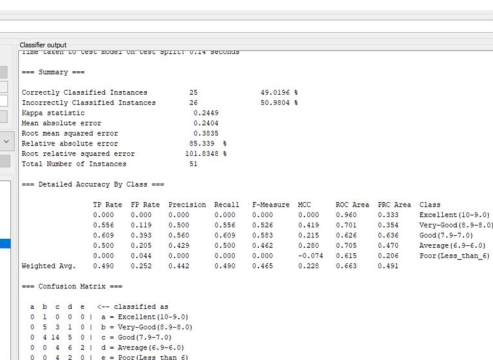 Classifier output
Time taken to test model on test split: 0.14 seconds
=== Summary ===
Correctly Classified Instances 25 49.0196 %
Incorrectly Classified Instances 26 50.9804 %
Kappa statistic 0.2449
Mean absolute error 0.2404
Root mean squared error 0.3835
Relative absolute error 85.339 %
Root relative squared error 101.8348 %
Total Number of Instances 51
=== Detailed Accuracy By Class ===
TP Rate FP Rate Precision Recall F-Measure MCC ROC Area PRC Area Class
0.000 0.000 0.000 0.000 0.000 0.000 0.960 0.333 Excellent(10-9.0)
0.556 0.119 0.500 0.556 0.526 0.419 0.701 0.354 Very-Good(8.9-8.0)
0.609 0.393 0.560 0.609 0.583 0.215 0.626 0.636 Good(7.9-7.0)
0.500 0.205 0.429 0.500 0.462 0.280 0.705 0.470 Average(6.9-6.0)
0.000 0.044 0.000 0.000 0.000 -0.074 0.615 0.206 Poor(Less_than_6)
Weighted Avg. 0.490 0.252 0.442 0.490 0.465 0.228 0.663 0.491
=== Confusion Matrix ===
a b c d e <-- classified as
0 1 0 0 0 | a = Excellent(10-9.0)
0 5 3 1 0 | b = Very-Good(8.9-8.0)
0 4 14 5 0 | c = Good(7.9-7.0)
0 0 4 6 2 | d = Average(6.9-6.0)
0 0 4 2 0 | e = Poor(Less than 6)